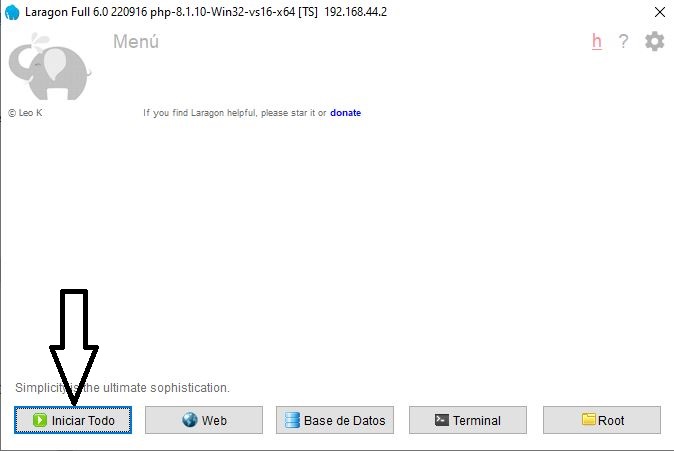 Laragon Full 6.0 220916 php-8.1.10-Win32-vs16-x64 [TS] 192.168.44.2
Menú
h ?
© Leo K
If you find Laragon helpful, please star it or donate
Simplicity is the ultimate sophistication.
Iniciar Todo
Web
Base de Datos
Terminal
Root